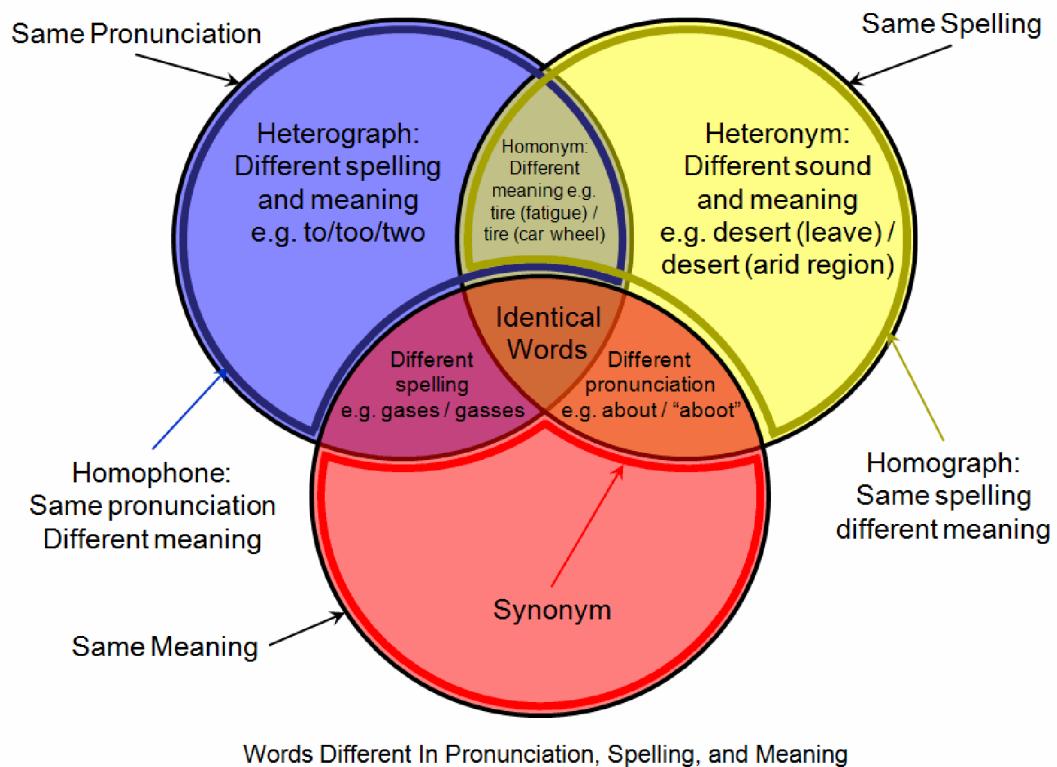 Same Pronunciation
Same Spelling
Heterograph:
Different spelling
and meaning
e.g. to/too/two
Homonym:
Different
meaning e.g.
tire (fatigue) /
tire (car wheel)
Heteronym:
Different sound
and meaning
e.g. desert (leave) /
desert (arid region)
Identical
Words
Different
spelling
e.g. gases / gasses
Different
pronunciation
e.g. about / “aboot”
Homophone:
Same pronunciation
Different meaning
Homograph:
Same spelling
different meaning
Synonym
Same Meaning
Words Different In Pronunciation, Spelling, and Meaning